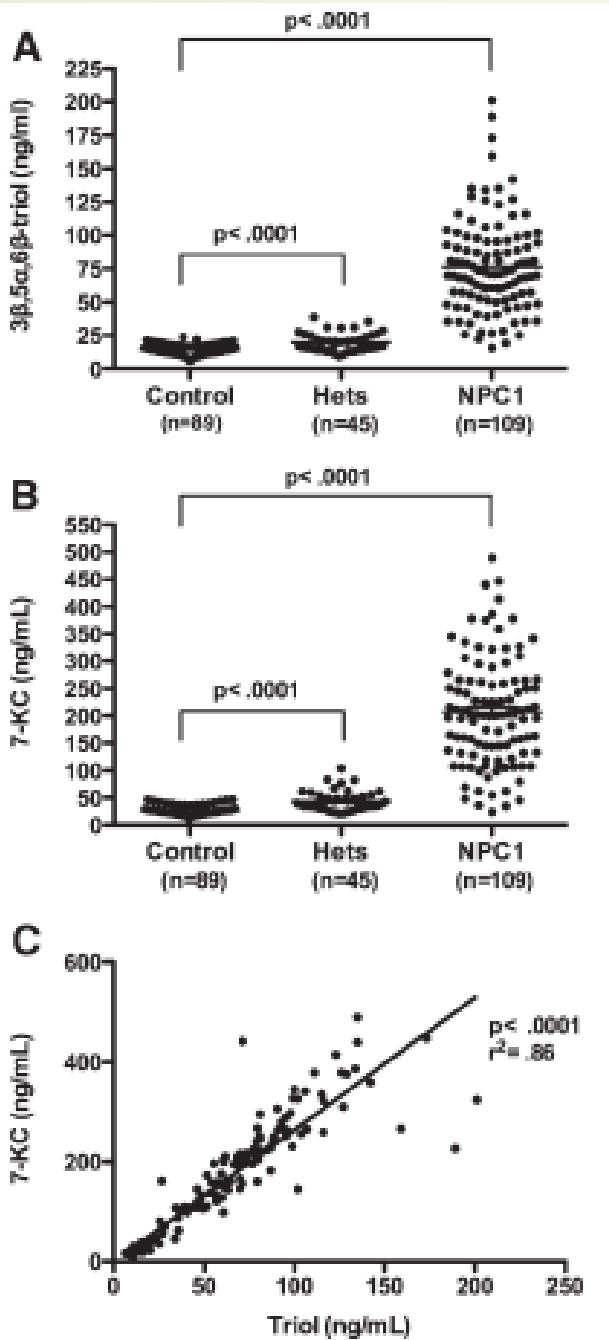 A
p< .0001
3β,5α,6β-triol (ng/ml)
225
200
175
150
125
100
75
50
25
0
p< .0001
Control
(n=89)
Hets
(n=45)
NPC1
(n=109)
B
p< .0001
7-KC (ng/mL)
550
500
450
400
350
300
250
200
150
100
50
0
p< .0001
Control
(n=89)
Hets
(n=45)
NPC1
(n=109)
C
7-KC (ng/mL)
600
400
200
0
p< .0001
r²= .86
0 50 100 150 200 250
Triol (ng/mL)